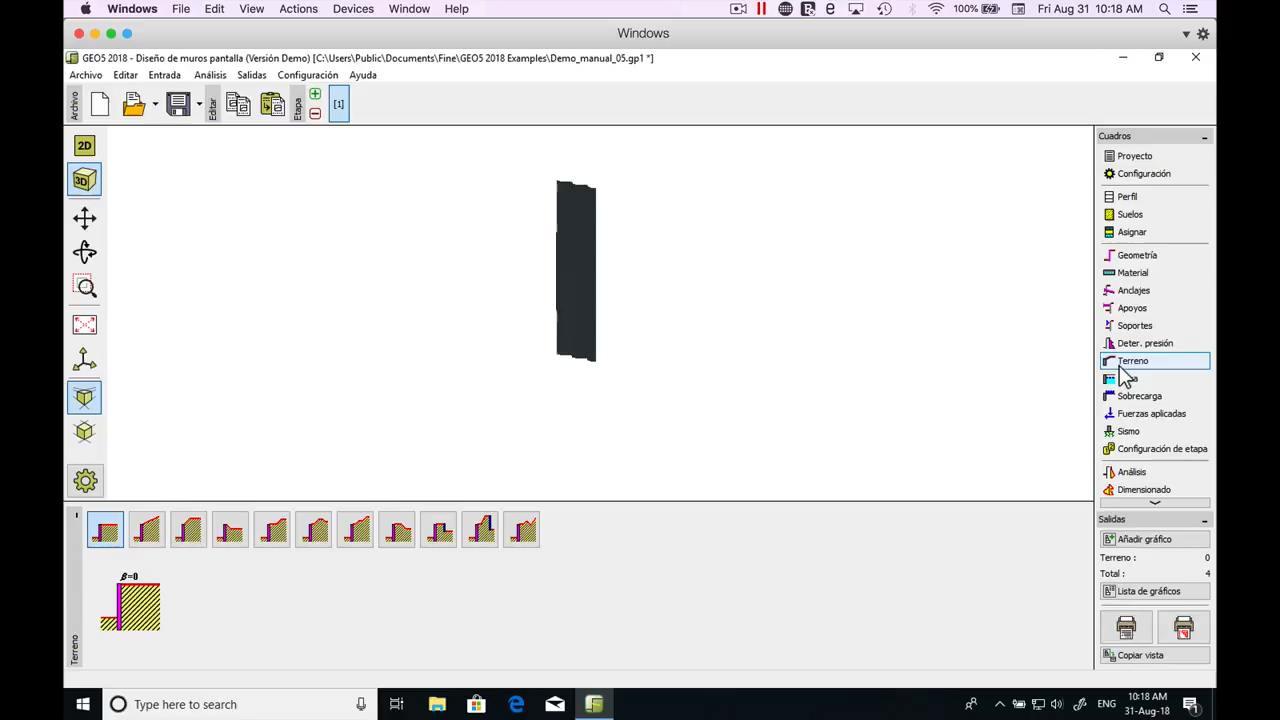 Windows File Edit View Actions Devices Window Help 100% Fri Aug 31 10:18 AM
Windows
GEO5 2018 - Diseño de muros pantalla (Versión Demo) [C:\Users\Public\Documents\Fine\GEO5 2018 Examples\Demo_manual_05.gp1 *]
Archivo Editar Entrada Análisis Salidas Configuración Ayuda
Archivo
Editar
Etapa
[1]
2D
3D
Cuadros
Proyecto
Configuración
Perfil
Suelos
Asignar
Geometría
Material
Anclajes
Apoyos
Soportes
Deter. presión
Terreno
Sobrecarga
Fuerzas aplicadas
Sismo
Configuración de etapa
Análisis
Dimensionado
Salidas
Añadir gráfico
Terreno : 0
Total : 4
Lista de gráficos
Copiar vista
β=0
Terreno
Type here to search
ENG
10:18 AM
31-Aug-18
1